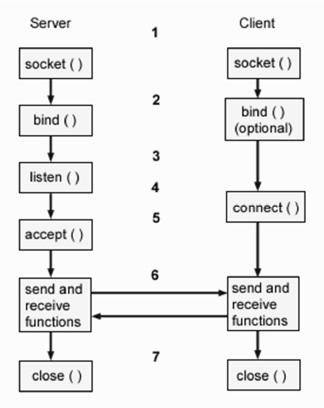 Server
Client
1
socket ( )
socket ( )
2
bind ( )
bind ( )
(optional)
3
listen ( )
4
connect ( )
5
accept ( )
6
send and
receive
functions
send and
receive
functions
7
close ( )
close ( )